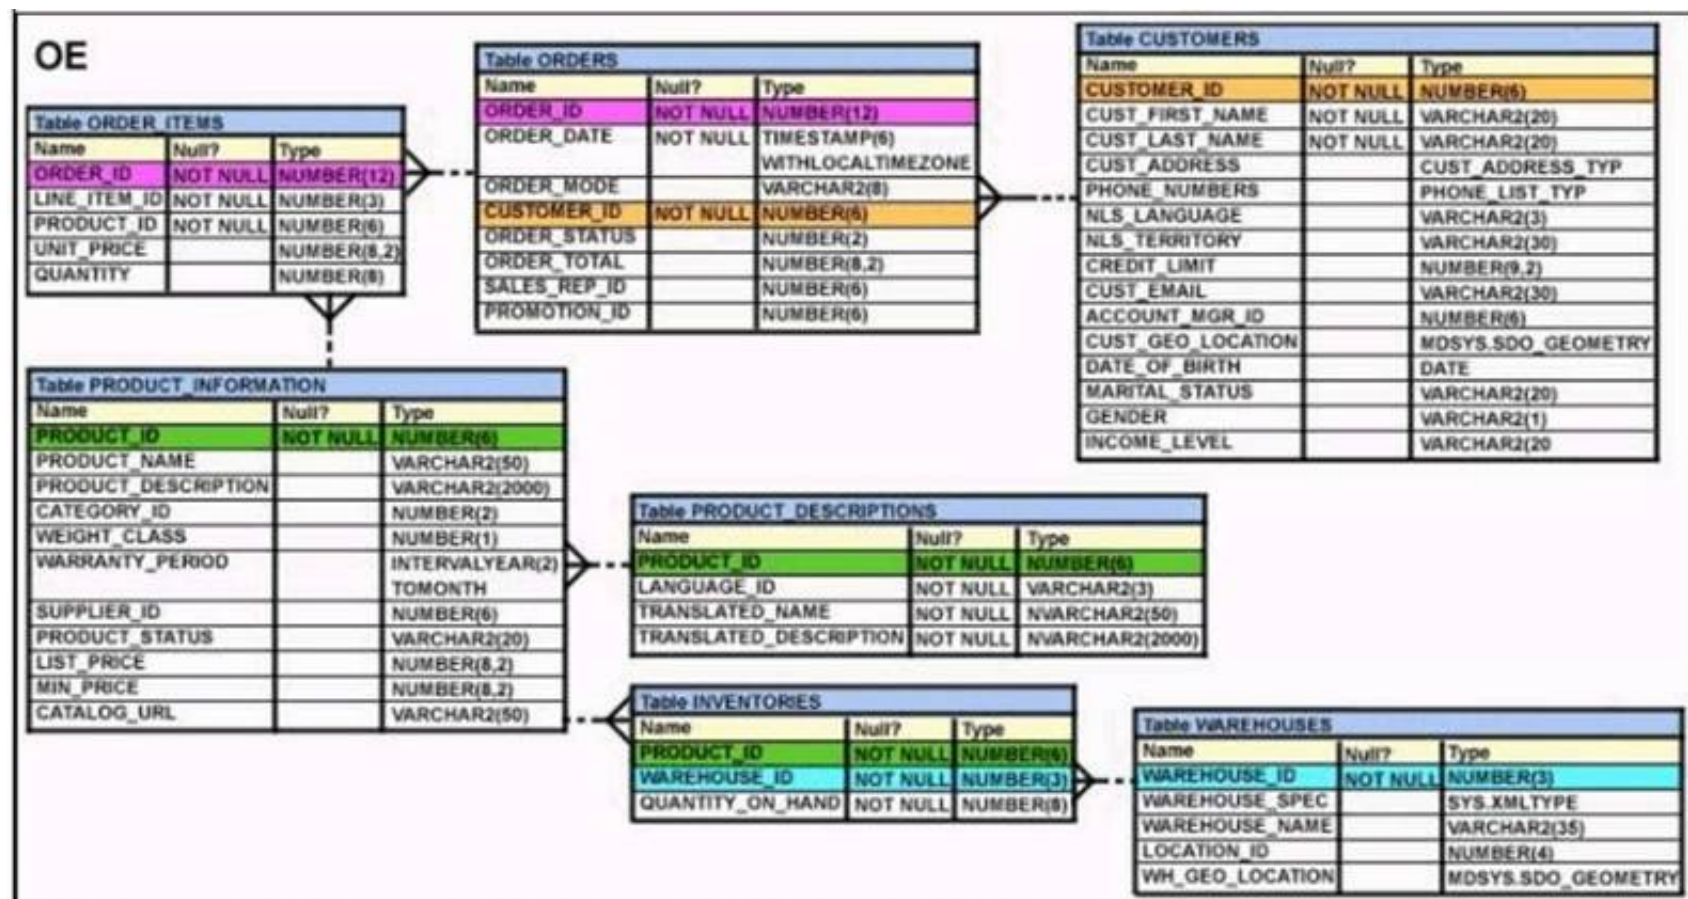 OE
Table ORDER_ITEMS
Name Null? Type
ORDER_ID NOT NULL NUMBER(12)
LINE_ITEM_ID NOT NULL NUMBER(3)
PRODUCT_ID NOT NULL NUMBER(6)
UNIT_PRICE NUMBER(8,2)
QUANTITY NUMBER(8)
Table ORDERS
Name Null? Type
ORDER_ID NOT NULL NUMBER(12)
ORDER_DATE NOT NULL TIMESTAMP(6)
WITHLOCALTIMEZONE
ORDER_MODE VARCHAR2(8)
CUSTOMER_ID NOT NULL NUMBER(6)
ORDER_STATUS NUMBER(2)
ORDER_TOTAL NUMBER(8,2)
SALES_REP_ID NUMBER(6)
PROMOTION_ID NUMBER(6)
Table CUSTOMERS
Name Null? Type
CUSTOMER_ID NOT NULL NUMBER(6)
CUST_FIRST_NAME NOT NULL VARCHAR2(20)
CUST_LAST_NAME NOT NULL VARCHAR2(20)
CUST_ADDRESS CUST_ADDRESS_TYP
PHONE_NUMBERS PHONE_LIST_TYP
NLS_LANGUAGE VARCHAR2(3)
NLS_TERRITORY VARCHAR2(30)
CREDIT_LIMIT NUMBER(9,2)
CUST_EMAIL VARCHAR2(30)
ACCOUNT_MGR_ID NUMBER(6)
CUST_GEO_LOCATION MDSYS.SDO_GEOMETRY
DATE_OF_BIRTH DATE
MARITAL_STATUS VARCHAR2(20)
GENDER VARCHAR2(1)
INCOME_LEVEL VARCHAR2(20
Table PRODUCT_INFORMATION
Name Null? Type
PRODUCT_ID NOT NULL NUMBER(6)
PRODUCT_NAME VARCHAR2(50)
PRODUCT_DESCRIPTION VARCHAR2(2000)
CATEGORY_ID NUMBER(2)
WEIGHT_CLASS NUMBER(1)
WARRANTY_PERIOD INTERVALYEAR(2)
TOMONTH
SUPPLIER_ID NUMBER(6)
PRODUCT_STATUS VARCHAR2(20)
LIST_PRICE NUMBER(8,2)
MIN_PRICE NUMBER(8,2)
CATALOG_URL VARCHAR2(50)
Table PRODUCT_DESCRIPTIONS
Name Null? Type
PRODUCT_ID NOT NULL NUMBER(6)
LANGUAGE_ID NOT NULL VARCHAR2(3)
TRANSLATED_NAME NOT NULL NVARCHAR2(50)
TRANSLATED_DESCRIPTION NOT NULL NVARCHAR2(2000)
Table INVENTORIES
Name Null? Type
PRODUCT_ID NOT NULL NUMBER(6)
WAREHOUSE_ID NOT NULL NUMBER(3)
QUANTITY_ON_HAND NOT NULL NUMBER(8)
Table WAREHOUSES
Name Null? Type
WAREHOUSE_ID NOT NULL NUMBER(3)
WAREHOUSE_SPEC SYS.XMLTYPE
WAREHOUSE_NAME VARCHAR2(35)
LOCATION_ID NUMBER(4)
WH_GEO_LOCATION MDSYS.SDO_GEOMETRY